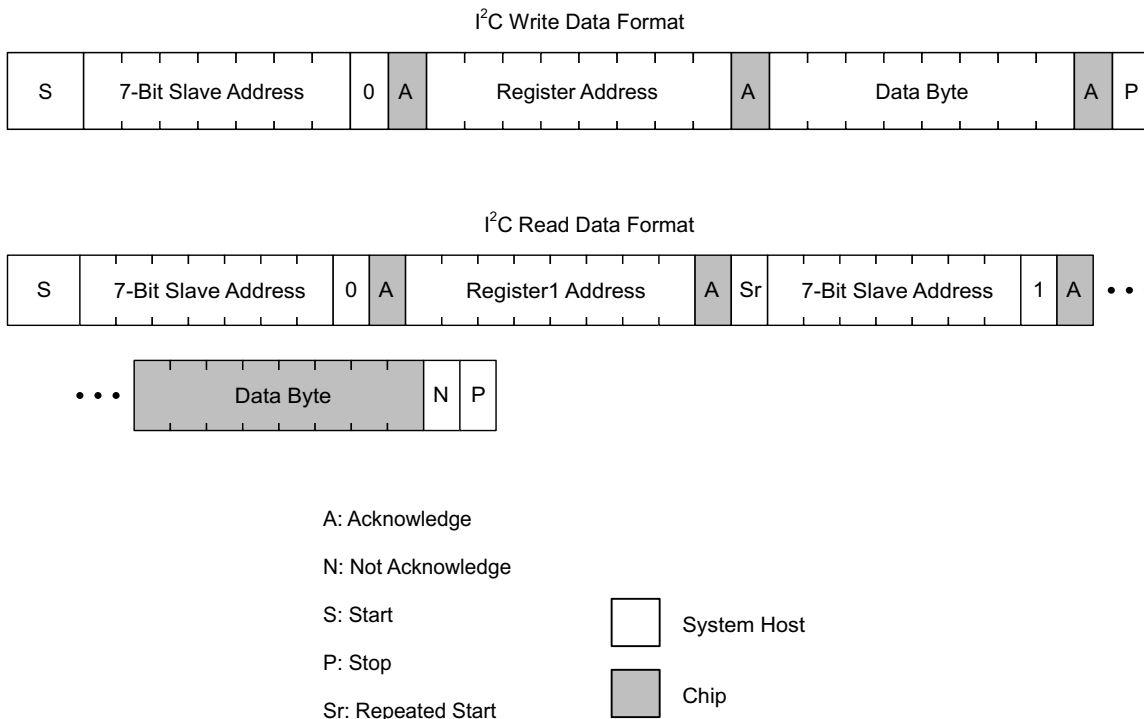 I²C Write Data Format
S 7-Bit Slave Address 0 A Register Address A Data Byte A P
I²C Read Data Format
S 7-Bit Slave Address 0 A Register1 Address A Sr 7-Bit Slave Address 1 A • •
• • • Data Byte N P
A: Acknowledge
N: Not Acknowledge
S: Start
P: Stop
Sr: Repeated Start
System Host
Chip